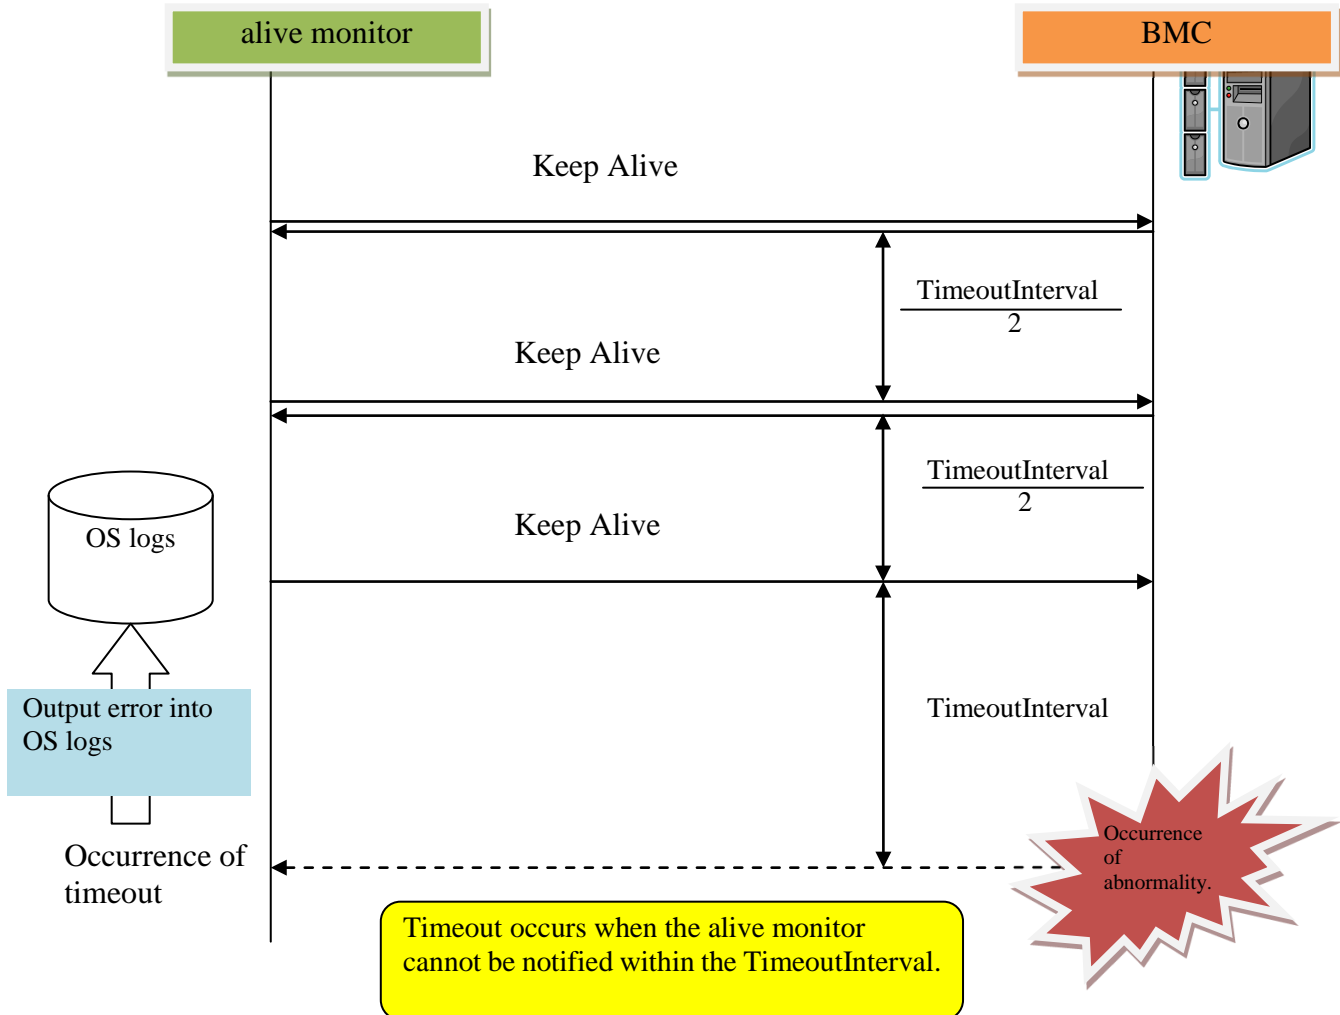 alive monitor
BMC
Keep Alive
TimeoutInterval
2
Keep Alive
TimeoutInterval
2
OS logs
Keep Alive
Output error into
OS logs
TimeoutInterval
Occurrence of
timeout
Occurrence
of
abnormality.
Timeout occurs when the alive monitor
cannot be notified within the TimeoutInterval.